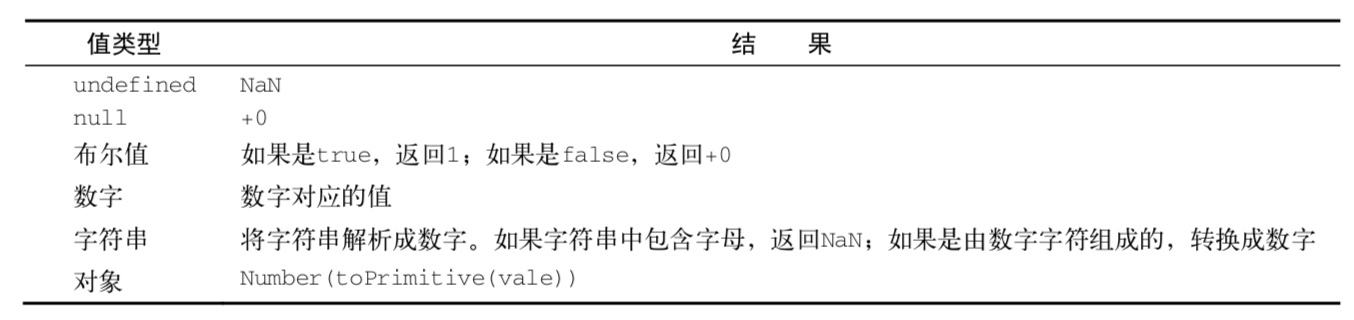 值类型 结 果
undefined NaN
null +0
布尔值 如果是true，返回1；如果是false，返回+0
数字 数字对应的值
字符串 将字符串解析成数字。如果字符串中包含字母，返回NaN；如果是由数字字符组成的，转换成数字
对象 Number(toPrimitive(vale))